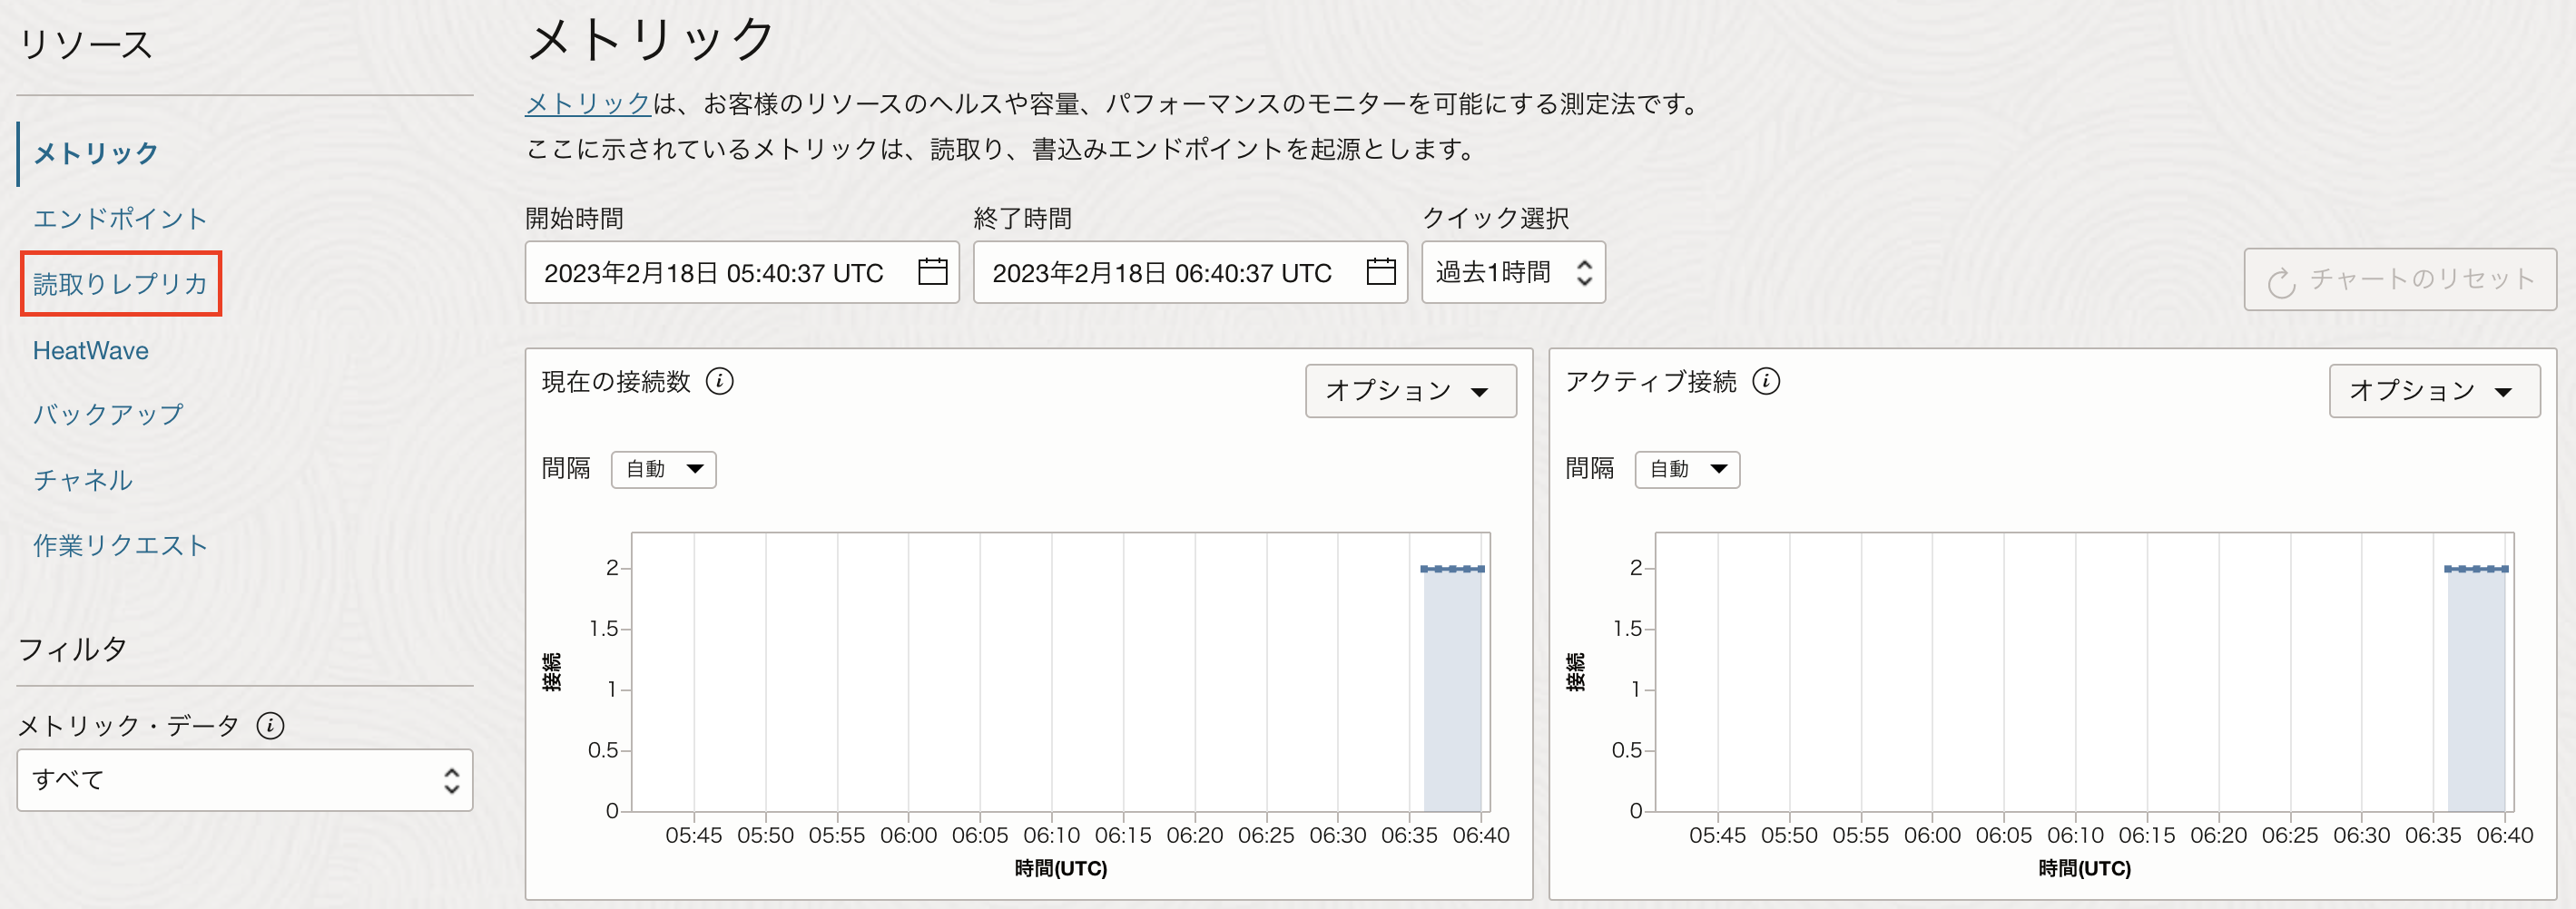 リソース
メトリック
エンドポイント
読取りレプリカ
HeatWave
バックアップ
チャネル
作業リクエスト
フィルタ
メトリック・データ
すべて
メトリック
メトリックは、お客様のリソースのヘルスや容量、パフォーマンスのモニターを可能にする測定法です。
ここに示されているメトリックは、読取り、書込みエンドポイントを起源とします。
開始時間 終了時間 クイック選択
2023年2月18日 05:40:37 UTC 2023年2月18日 06:40:37 UTC 過去1時間 チャートのリセット
現在の接続数 オプション
間隔 自動
接続
2
1.5
1
0.5
0
05:45 05:50 05:55 06:00 06:05 06:10 06:15 06:20 06:25 06:30 06:35 06:40
時間(UTC)
アクティブ接続 オプション
間隔 自動
接続
2
1.5
1
0.5
0
05:45 05:50 05:55 06:00 06:05 06:10 06:15 06:20 06:25 06:30 06:35 06:40
時間(UTC)